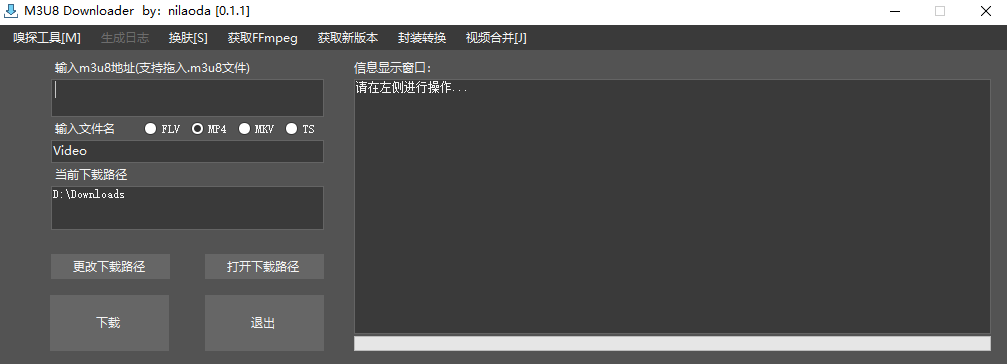 M3U8 Downloader by: nilaoda [0.1.1]
嗅探工具[M] 生成日志 换肤[S] 获取FFmpeg 获取新版本 封装转换 视频合并[J]
输入m3u8地址(支持拖入.m3u8文件)
输入文件名 FLV MP4 MKV TS
Video
当前下载路径
D:\Downloads
更改下载路径 打开下载路径
下载 退出
信息显示窗口:
请在左侧进行操作...